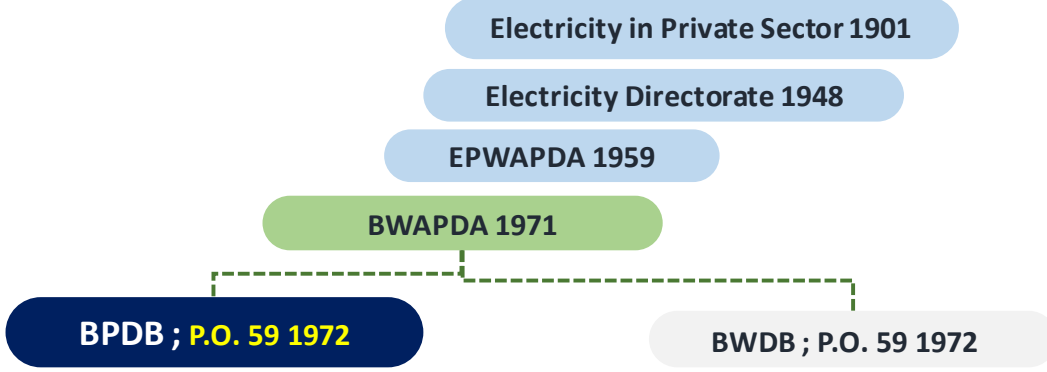 Electricity in Private Sector 1901
Electricity Directorate 1948
EPWAPDA 1959
BWAPDA 1971
BPDB ; P.O. 59 1972
BWDB ; P.O. 59 1972